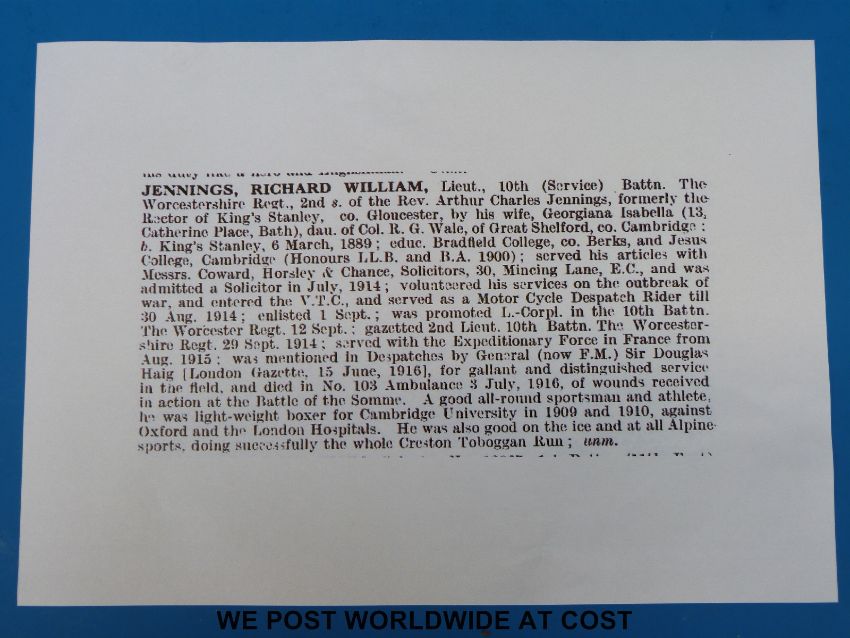 JENNINGS, RICHARD WILLIAM, Lieut., 10th (Service) Battn. The
Worcestershire Regt., 2nd s. of the Rev. Arthur Charles Jennings, formerly the
Rector of King's Stanley, co. Gloucester, by his wife, Georgiana Isabella (13,
Catherine Place, Bath), dau. of Col. R. G. Wale, of Great Shelford, co. Cambridge :
b. King's Stanley, 6 March, 1889 ; educ. Bradfield College, co. Berks, and Jesus
College, Cambridge (Honours LL.B. and B.A. 1900) ; served his articles with
Messrs. Coward, Horsley & Chance, Solicitors, 30, Mincing Lane, E.C., and was
admitted a Solicitor in July, 1914 ; volunteered his services on the outbreak of
war, and entered the V.T.C., and served as a Motor Cycle Despatch Rider till
30 Aug. 1914 ; enlisted 1 Sept. ; was promoted L.-Corpl. in the 10th Battn.
The Worcester Regt. 12 Sept. ; gazetted 2nd Lieut. 10th Battn. The Worcester-
shire Regt. 29 Sept. 1914 ; served with the Expeditionary Force in France from
Aug. 1915 ; was mentioned in Despatches by General (now F.M.) Sir Douglas
Haig [London Gazette, 15 June, 1916], for gallant and distinguished service
in the field, and died in No. 103 Ambulance 3 July, 1916, of wounds received
in action at the Battle of the Somme. A good all-round sportsman and athlete,
he was light-weight boxer for Cambridge University in 1909 and 1910, against
Oxford and the London Hospitals. He was also good on the ice and at all Alpine
sports, doing successfully the whole Creston Toboggan Run ; unm.
WE POST WORLDWIDE AT COST